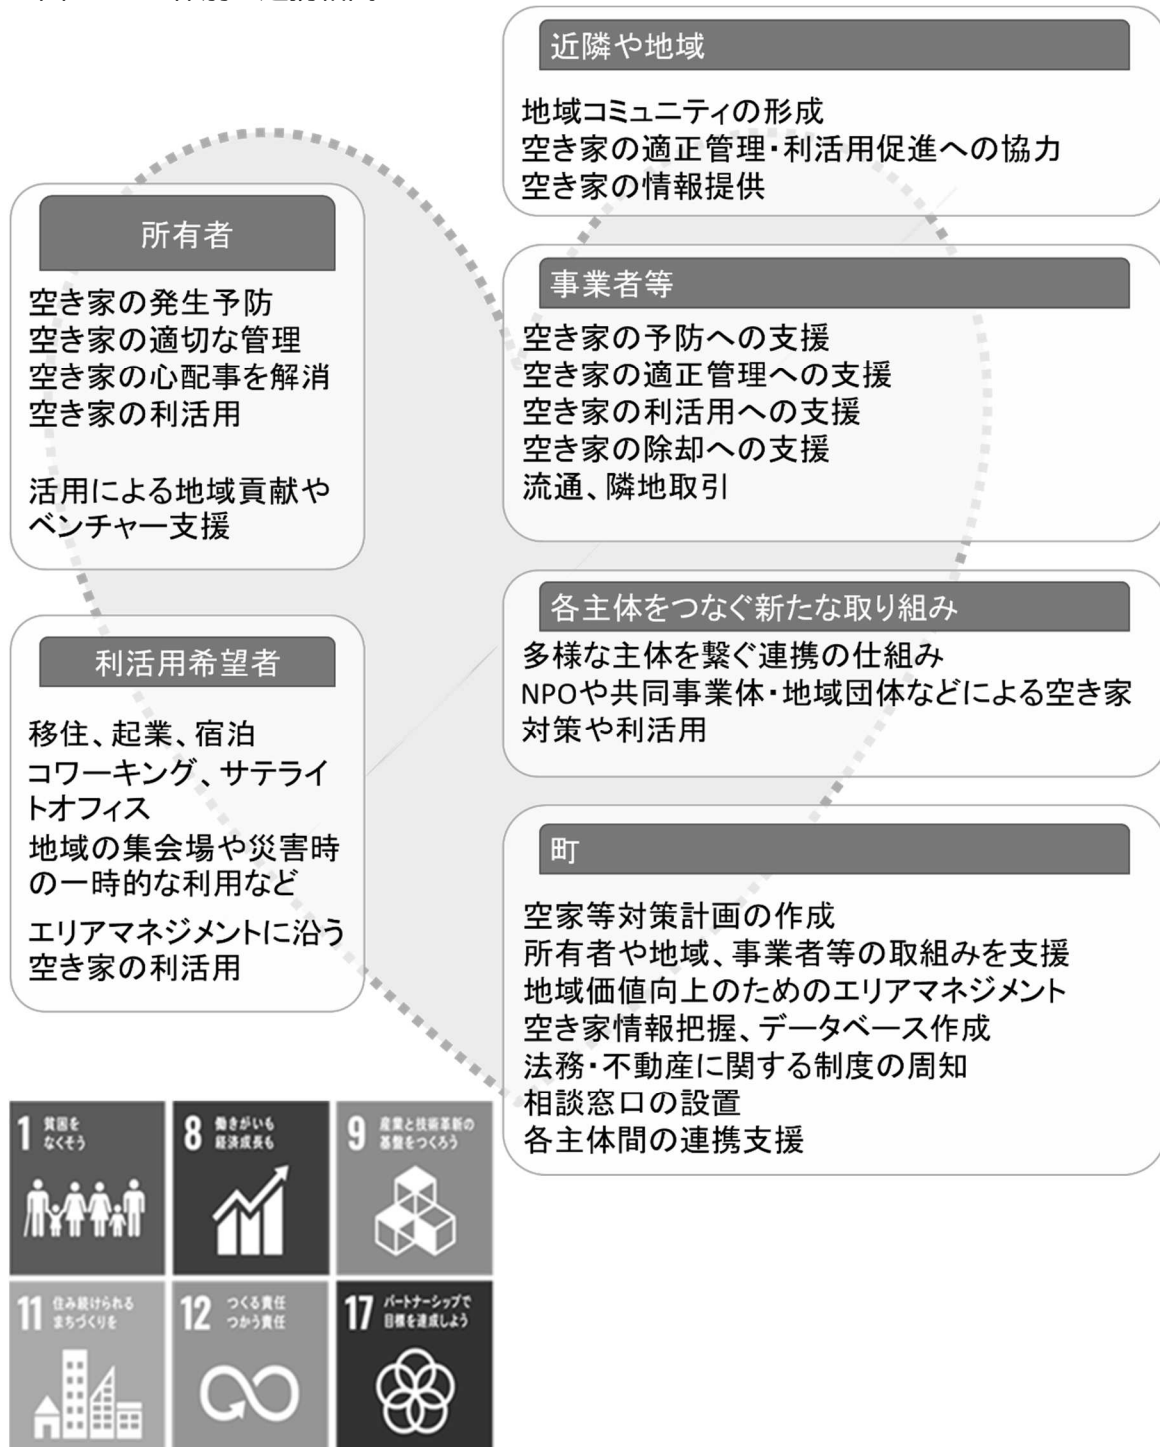 所有者
空き家の発生予防
空き家の適切な管理
空き家の心配事を解消
空き家の利活用
活用による地域貢献や
ベンチャー支援
利活用希望者
移住、起業、宿泊
コワーキング、サテライ
トオフィス
地域の集会場や災害時
の一時的な利用など
エリアマネジメントに沿う
空き家の利活用
近隣や地域
地域コミュニティの形成
空き家の適正管理・利活用促進への協力
空き家の情報提供
事業者等
空き家の予防への支援
空き家の適正管理への支援
空き家の利活用への支援
空き家の除却への支援
流通、隣地取引
各主体をつなぐ新たな取り組み
多様な主体を繋ぐ連携の仕組み
NPOや共同事業体・地域団体などによる空き家
対策や利活用
町
空家等対策計画の作成
所有者や地域、事業者等の取組みを支援
地域価値向上のためのエリアマネジメント
空き家情報把握、データベース作成
法務・不動産に関する制度の周知
相談窓口の設置
各主体間の連携支援
1 貧困を
なくそう
8 働きがいも
経済成長も
9 産業と技術革新の
基盤をつくろう
11 住み続けられる
まちづくりを
12 つくる責任
つかう責任
17 パートナーシップで
目標を達成しよう